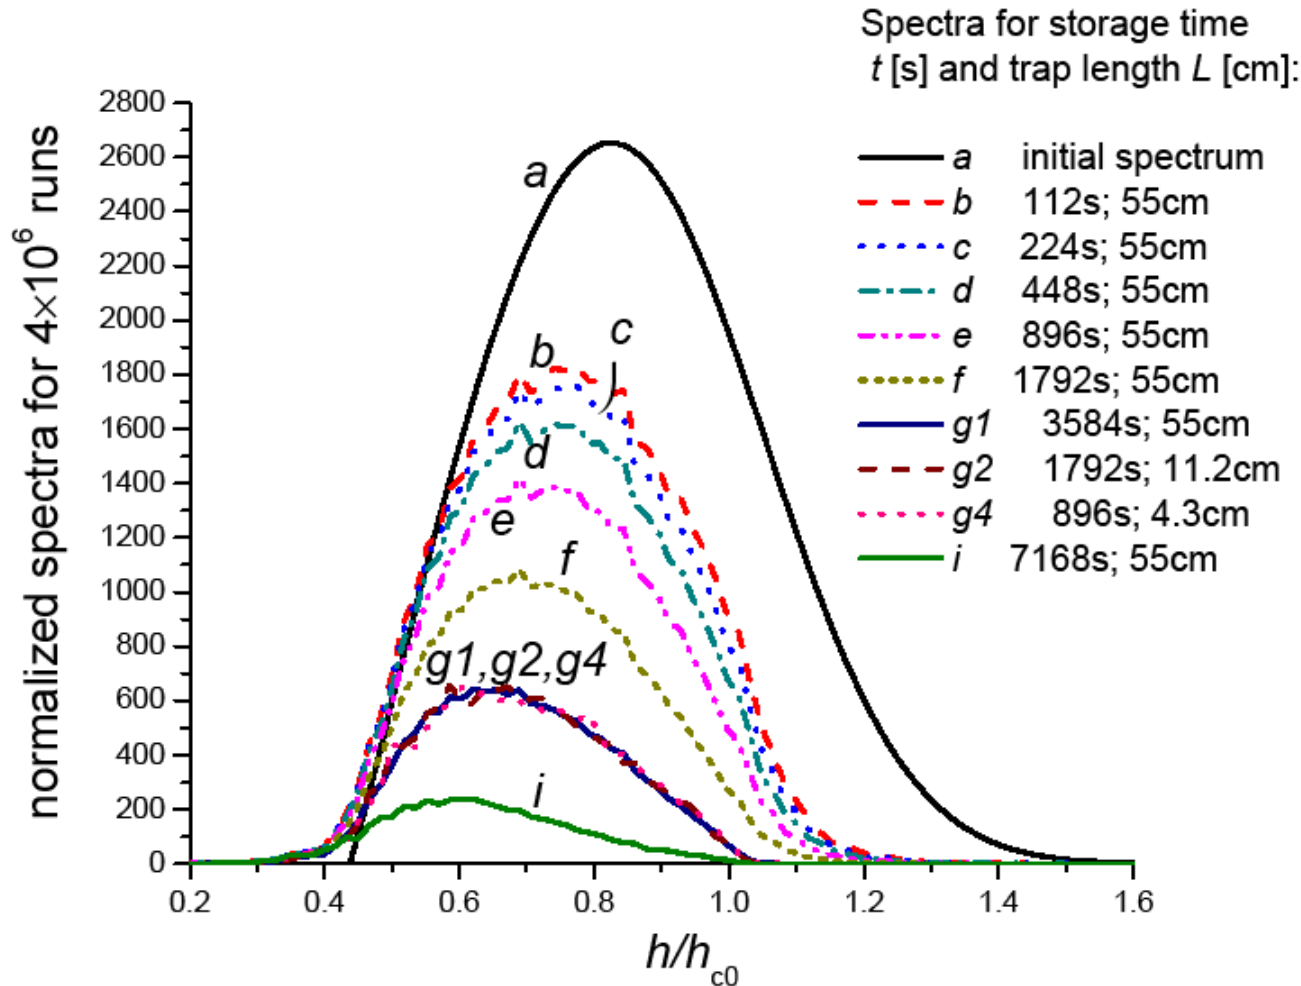 Spectra for storage time
t [s] and trap length L [cm]:
a initial spectrum
b 112s; 55cm
c 224s; 55cm
d 448s; 55cm
e 896s; 55cm
f 1792s; 55cm
g1 3584s; 55cm
g2 1792s; 11.2cm
g4 896s; 4.3cm
i 7168s; 55cm
normalized spectra for 4×10⁶ runs
2800
2600
2400
2200
2000
1800
1600
1400
1200
1000
800
600
400
200
0
a
b
c
d
e
f
g1,g2,g4
i
0.2 0.4 0.6 0.8 1.0 1.2 1.4 1.6
h/hc0